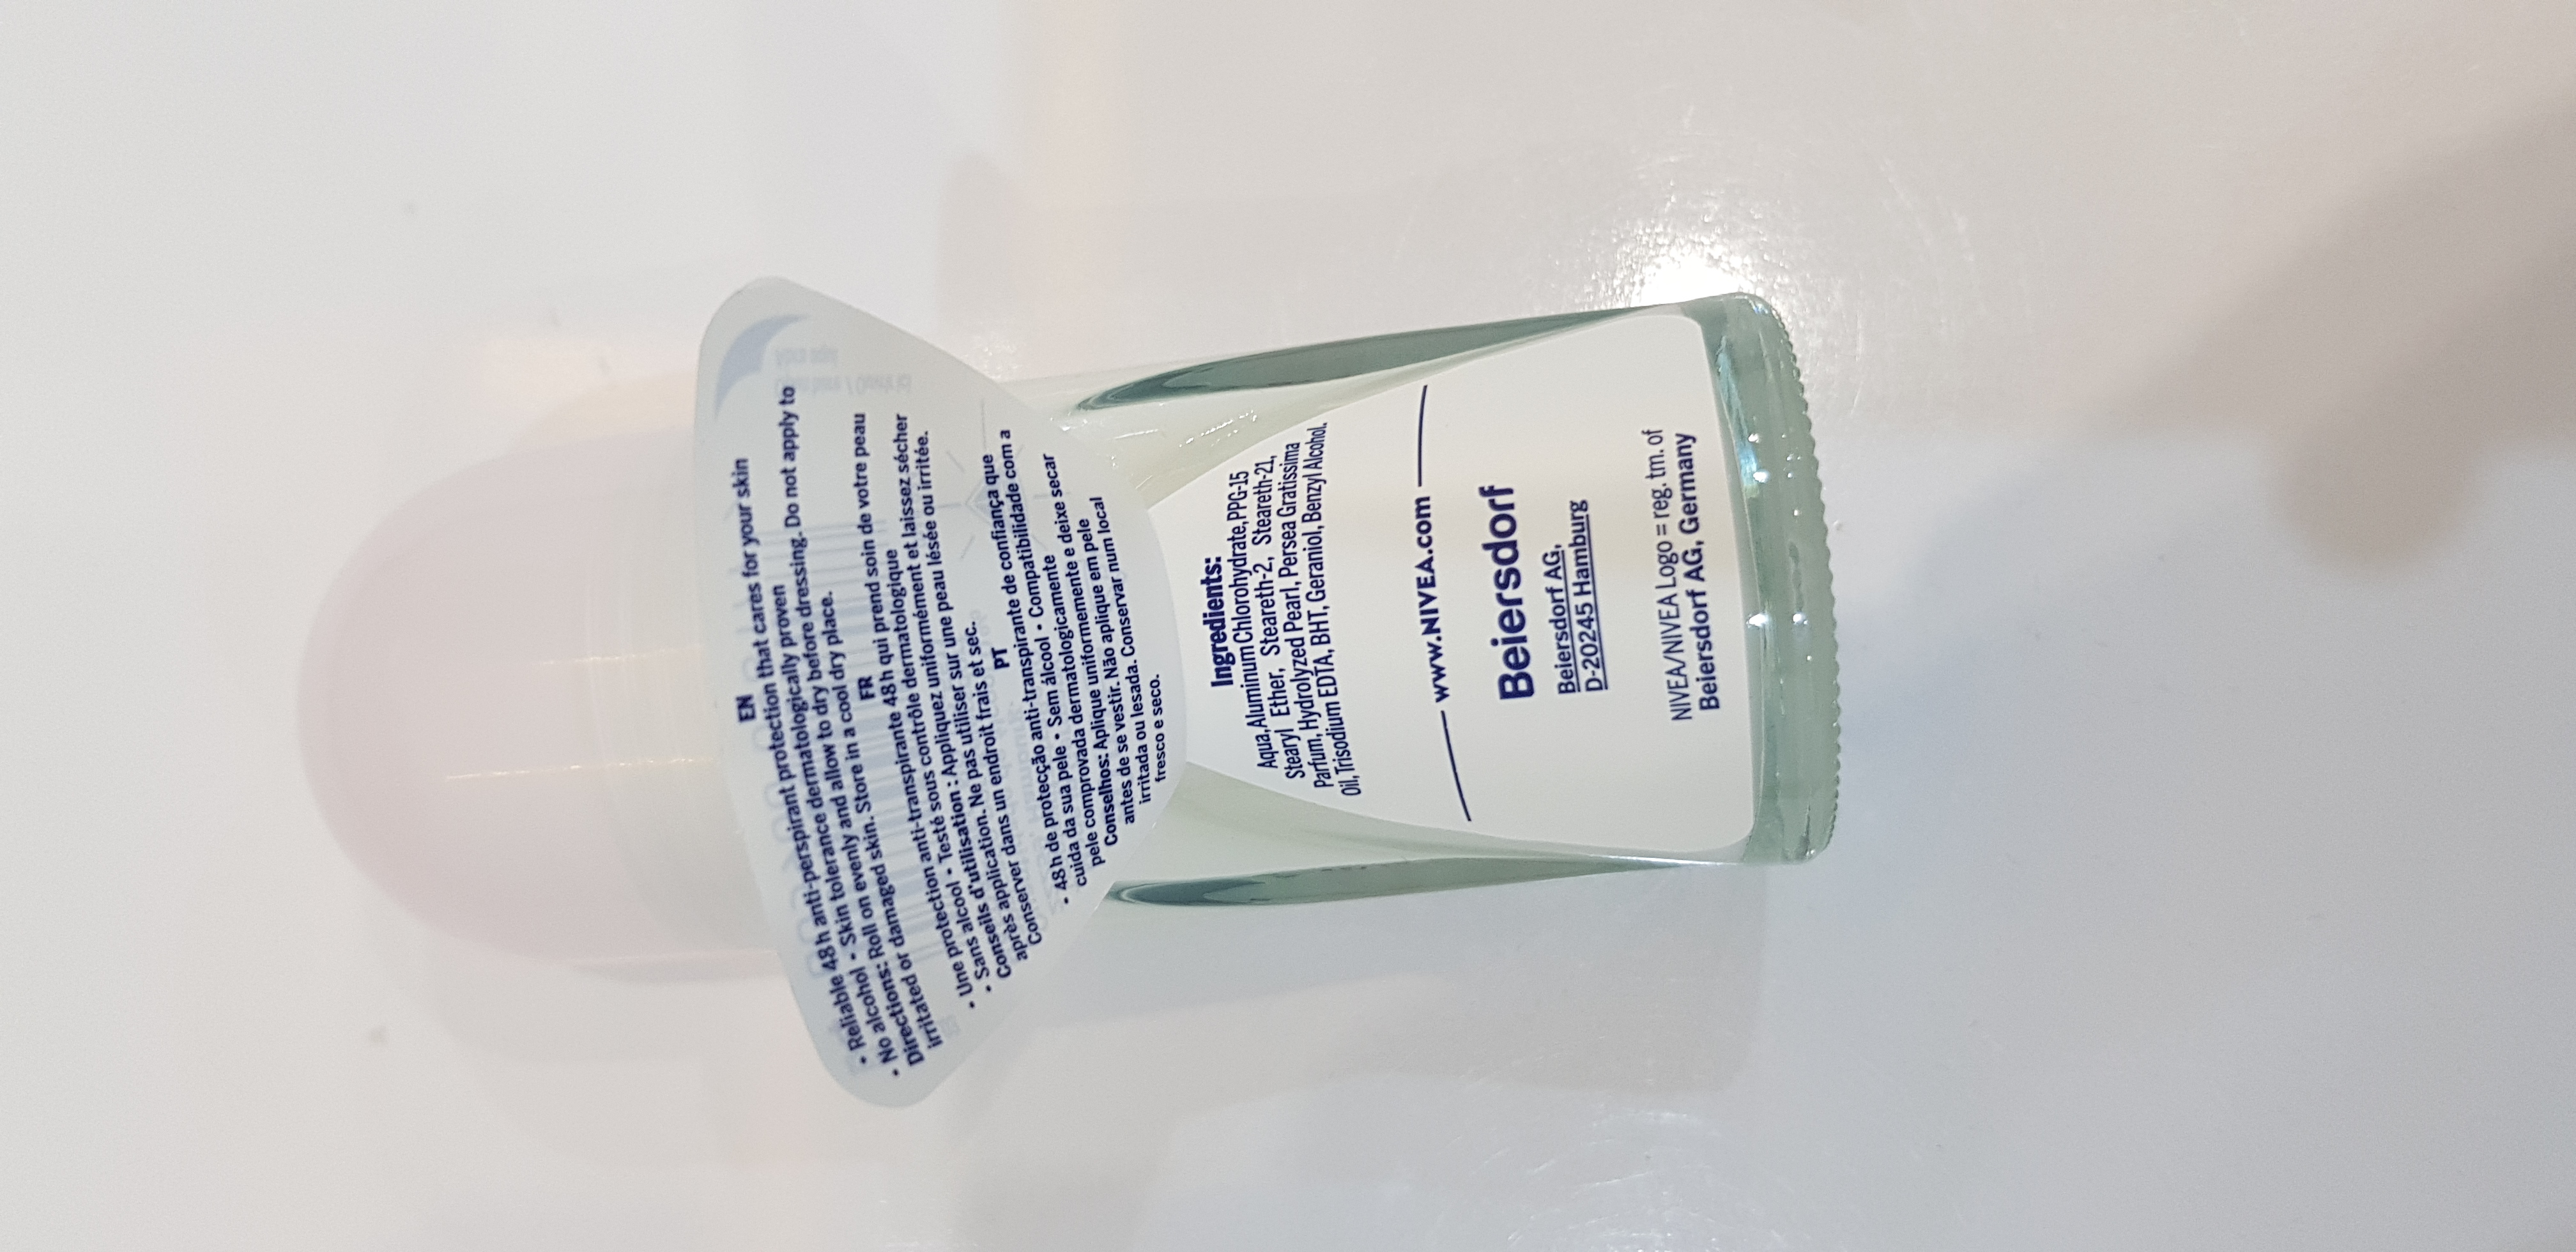 EN
• Reliable 48h anti-perspirant protection that cares for your skin
• No alcohol • Skin tolerance dermatologically proven
Directions: Roll on evenly and allow to dry before dressing. Do not apply to
irritated or damaged skin. Store in a cool dry place.
FR
• Une protection anti-transpirante 48h qui prend soin de votre peau
• Sans alcool • Testé sous contrôle dermatologique
Conseils d'utilisation : Appliquez uniformément et laissez sécher
après application. Ne pas utiliser sur une peau lésée ou irritée.
Conserver dans un endroit frais et sec.
PT
• 48h de protecção anti-transpirante de confiança que
cuida da sua pele • Sem álcool • Compatibilidade com a
pele comprovada dermatologicamente
Conselhos: Aplique uniformemente e deixe secar
antes de se vestir. Não aplique em pele
irritada ou lesada. Conservar num local
fresco e seco.
Ingredients:
Aqua, Aluminum Chlorohydrate, PPG-15
Stearyl Ether, Steareth-2, Steareth-21,
Parfum, Hydrolyzed Pearl, Persea Gratissima
Oil, Trisodium EDTA, BHT, Geraniol, Benzyl Alcohol.
www.NIVEA.com
Beiersdorf
Beiersdorf AG,
D-20245 Hamburg
NIVEA/NIVEA Logo = reg. tm. of
Beiersdorf AG, Germany